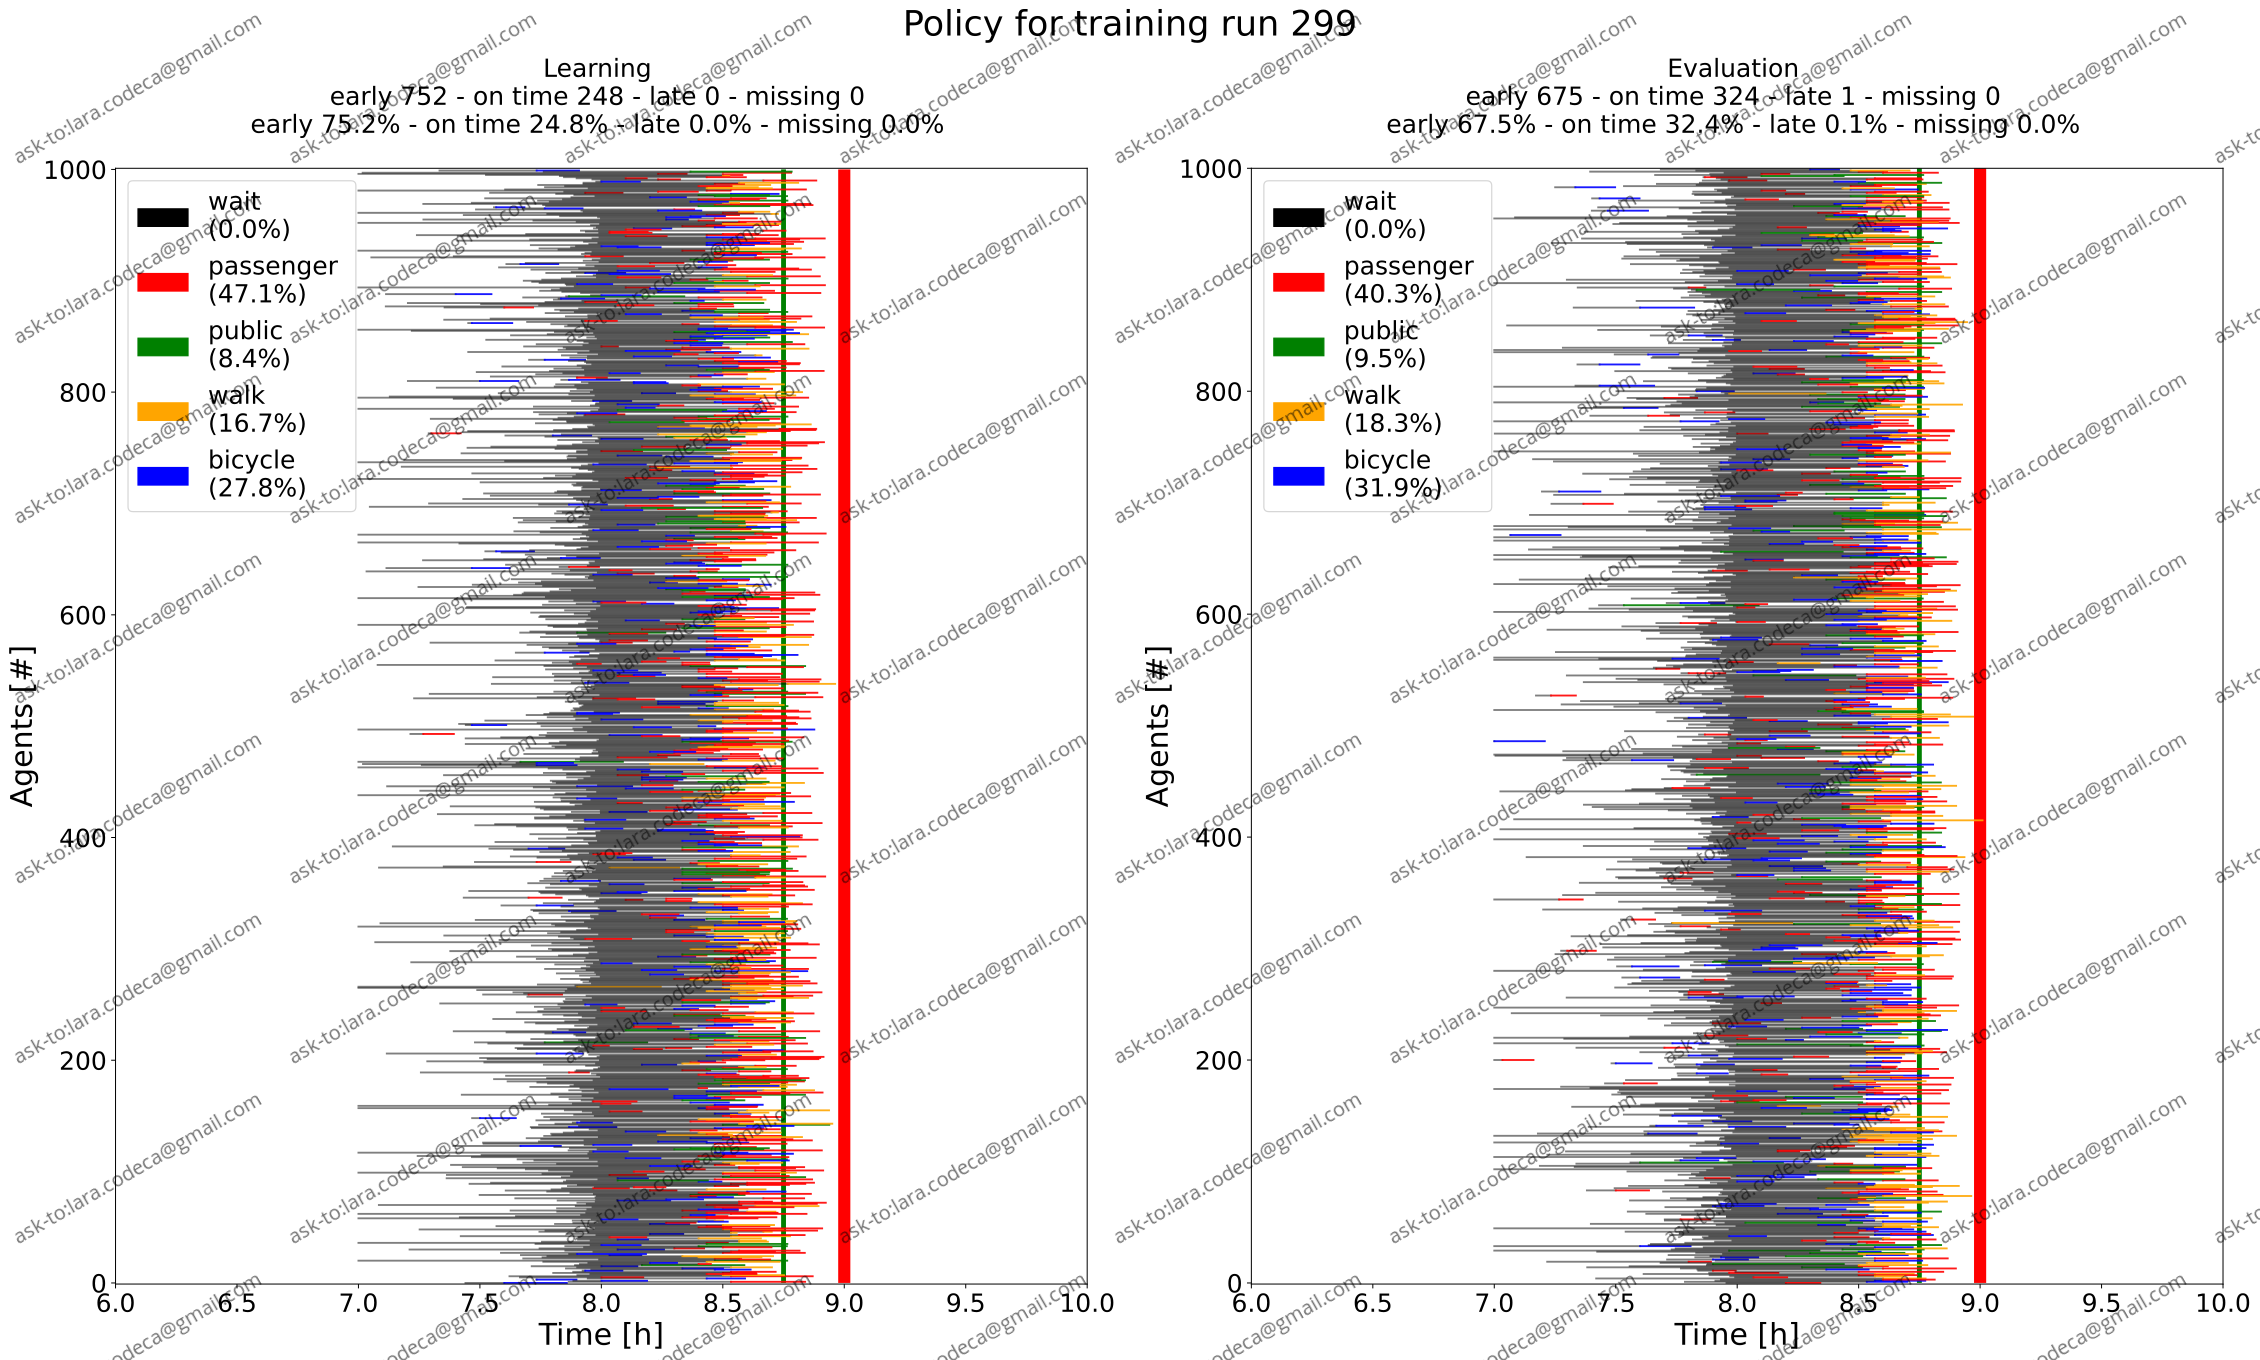 Policy for training run 299
Learning
early 752 - on time 248 - late 0 - missing 0
early 75.2% - on time 24.8% - late 0.0% - missing 0.0%
Evaluation
early 675 - on time 324 - late 1 - missing 0
early 67.5% - on time 32.4% - late 0.1% - missing 0.0%
wait
(0.0%)
passenger
(47.1%)
public
(8.4%)
walk
(16.7%)
bicycle
(27.8%)
Agents [#]
1000
800
600
400
200
0
6.0 6.5 7.0 7.5 8.0 8.5 9.0 9.5 10.0
Time [h]
wait
(0.0%)
passenger
(40.3%)
public
(9.5%)
walk
(18.3%)
bicycle
(31.9%)
Agents [#]
1000
800
600
400
200
0
6.0 6.5 7.0 7.5 8.0 8.5 9.0 9.5 10.0
Time [h]
ask-to:lara.codeca@gmail.com